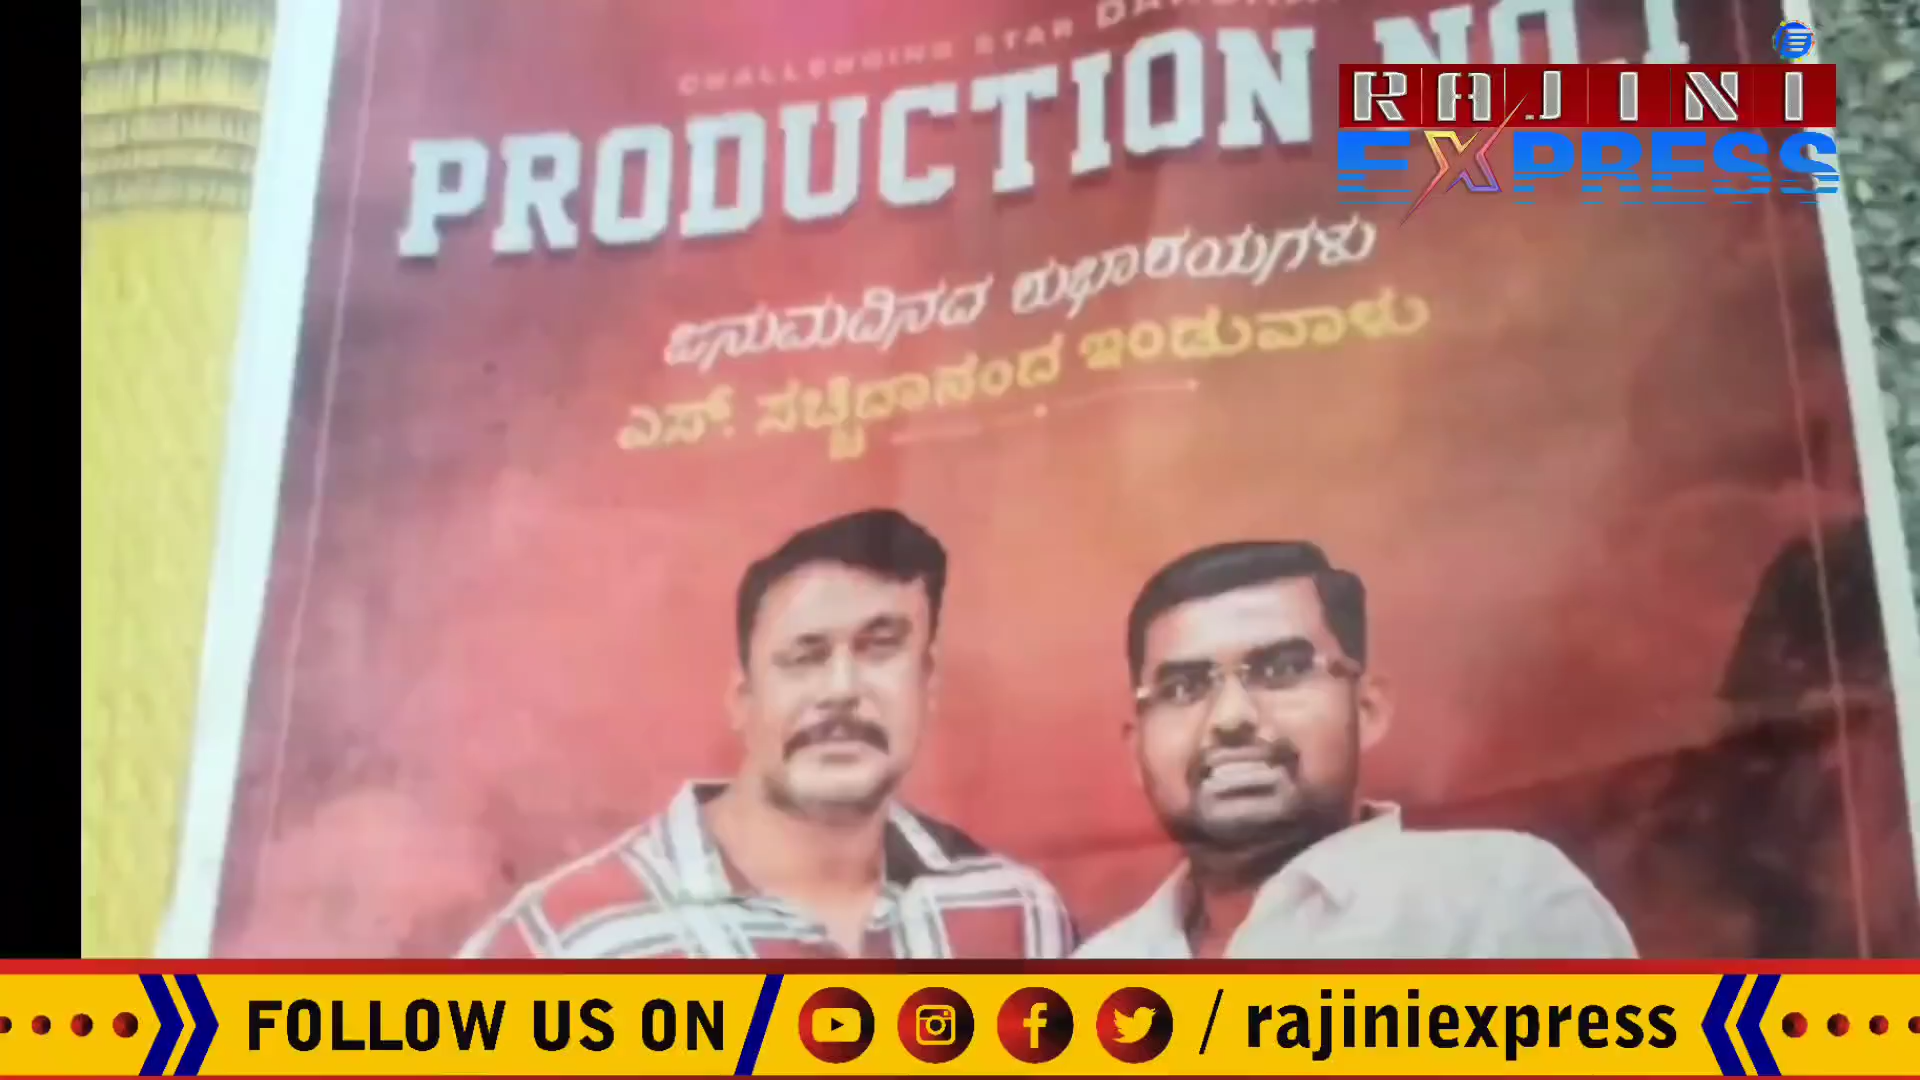 CHALLENGING STAR
PRODUCTION NO.1
RAJINI
EXPRESS
ಜನುಮದಿನದ ಶುಭಾಶಯಗಳು
ಎಸ್. ಸಚ್ಚಿದಾನಂದ ಇಂಡುವಾಳು
FOLLOW US ON / rajiniexpress